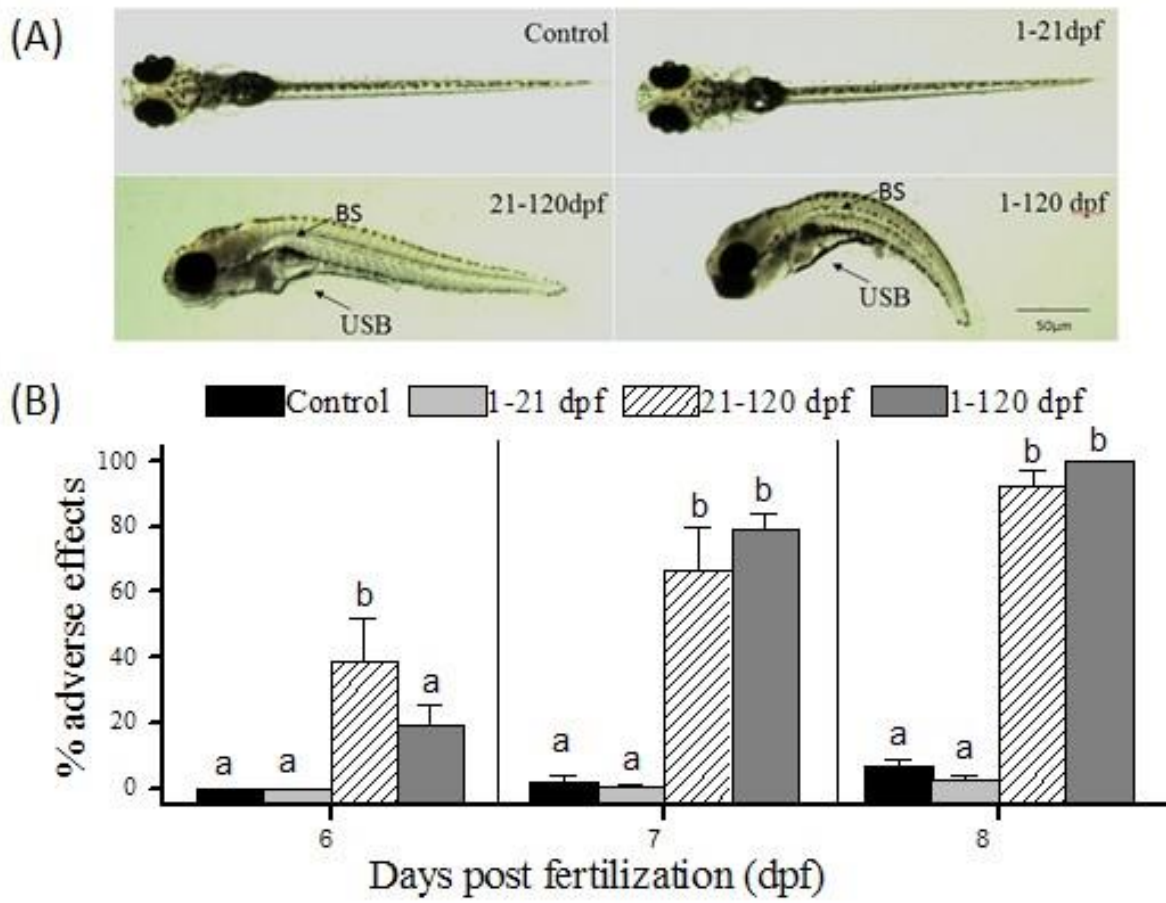 (A)
Control
1-21dpf
21-120dpf
BS
USB
1-120 dpf
BS
USB
50µm
(B)
Control 1-21 dpf 21-120 dpf 1-120 dpf
% adverse effects
100
80
60
40
20
0
a a b a
a a b b
a a b b
6 7 8
Days post fertilization (dpf)